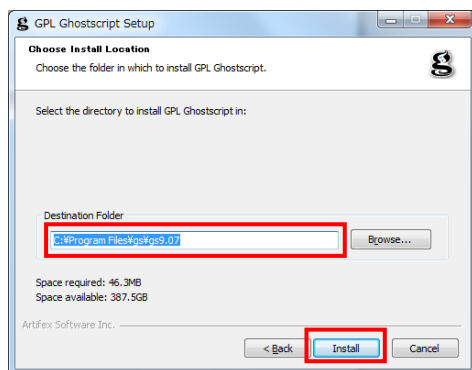 GPL Ghostscript Setup
Choose Install Location
Choose the folder in which to install GPL Ghostscript.
Select the directory to install GPL Ghostscript in:
Destination Folder
C:¥Program Files¥gs¥gs9.07
Browse...
Space required: 46.3MB
Space available: 387.5GB
Artifex Software Inc.
< Back
Install
Cancel